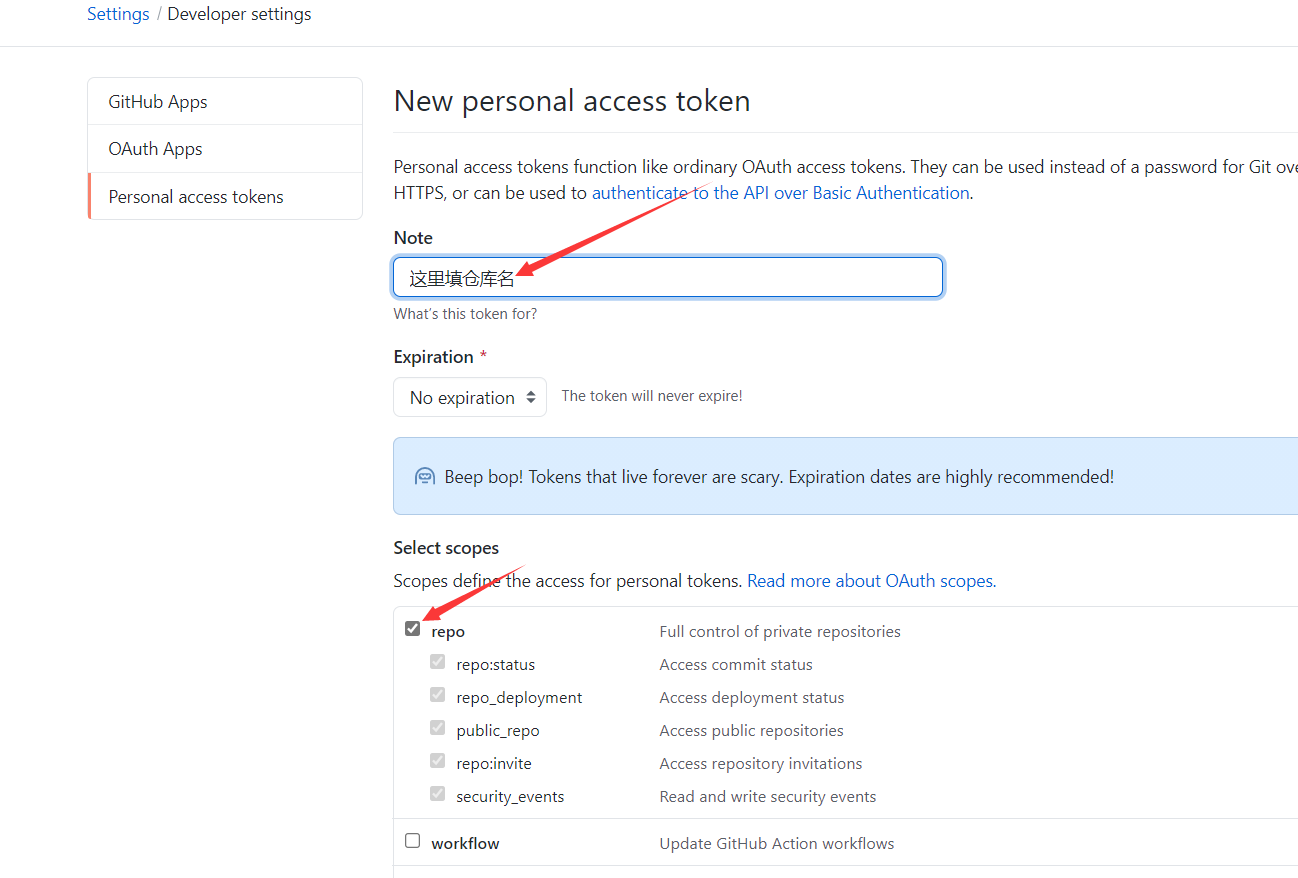 Settings / Developer settings
GitHub Apps
OAuth Apps
Personal access tokens
New personal access token
Personal access tokens function like ordinary OAuth access tokens. They can be used instead of a password for Git
HTTPS, or can be used to authenticate to the API over Basic Authentication.
Note
这里填仓库名
What's this token for?
Expiration *
No expiration
The token will never expire!
Beep bop! Tokens that live forever are scary. Expiration dates are highly recommended!
Select scopes
Scopes define the access for personal tokens. Read more about OAuth scopes.
repo Full control of private repositories
repo:status Access commit status
repo_deployment Access deployment status
public_repo Access public repositories
repo:invite Access repository invitations
security_events Read and write security events
workflow Update GitHub Action workflows